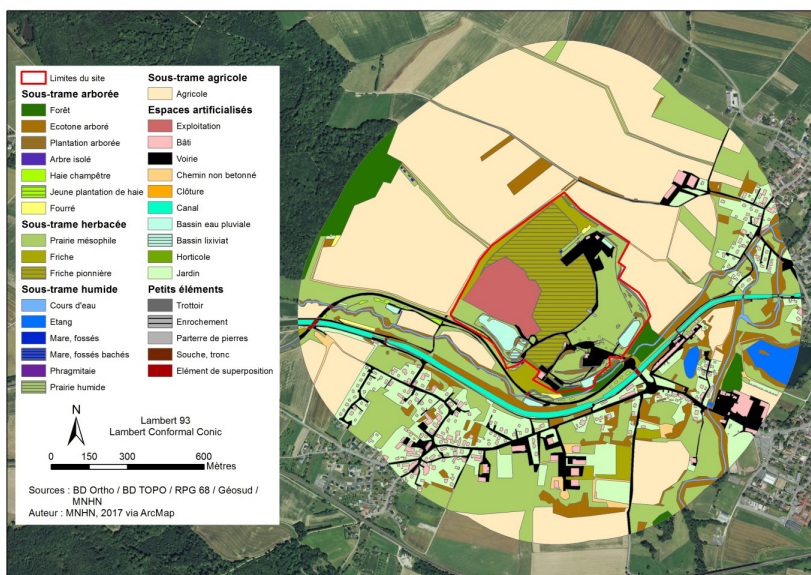 Limites du site
Sous-trame arborée
Forêt
Ecotone arboré
Plantation arborée
Arbre isolé
Haie champêtre
Jeune plantation de haie
Fourré
Sous-trame herbacée
Prairie mésophile
Friche
Friche pionnière
Sous-trame humide
Cours d'eau
Etang
Mare, fossés
Mare, fossés bachés
Phragmitaie
Prairie humide
Sous-trame agricole
Agricole
Espaces artificialisés
Exploitation
Bâti
Voirie
Chemin non betonné
Clôture
Canal
Bassin eau pluviale
Bassin lixiviat
Horticole
Jardin
Petits éléments
Trottoir
Enrochement
Parterre de pierres
Souche, tronc
Elément de superposition
N
Lambert 93
Lambert Conformal Conic
0 150 300 600
Mètres
Sources : BD Ortho / BD TOPO / RPG 68 / Géosud /
MNHN
Auteur : MNHN, 2017 via ArcMap